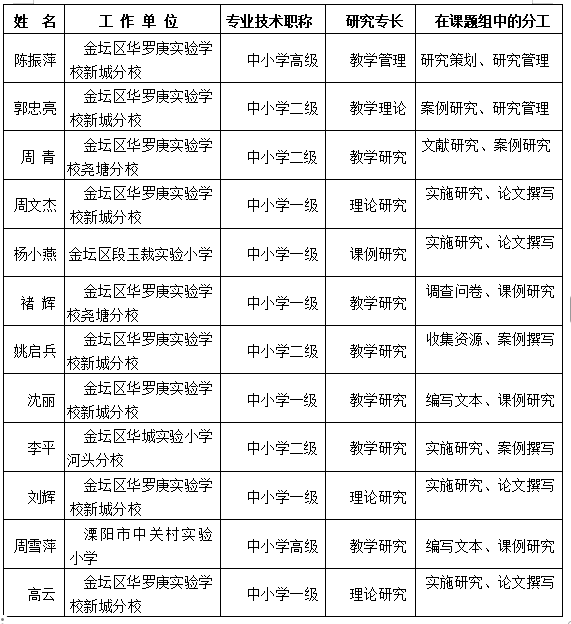 姓 名 工 作 单 位 专业技术职称 研究专长 在课题组中的分工
陈振萍 金坛区华罗庚实验学校新城分校 中小学高级 教学管理 研究策划、研究管理
郭忠亮 金坛区华罗庚实验学校新城分校 中小学二级 教学理论 案例研究、研究管理
周 青 金坛区华罗庚实验学校尧塘分校 中小学二级 教学研究 文献研究、案例研究
周文杰 金坛区华罗庚实验学校新城分校 中小学一级 理论研究 实施研究、论文撰写
杨小燕 金坛区段玉裁实验小学 中小学一级 课例研究 实施研究、论文撰写
褚 辉 金坛区华罗庚实验学校尧塘分校 中小学一级 教学研究 调查问卷、课例研究
姚启兵 金坛区华罗庚实验学校新城分校 中小学二级 教学研究 收集资源、案例撰写
沈丽 金坛区华罗庚实验学校新城分校 中小学一级 教学研究 编写文本、课例研究
李平 金坛区华城实验小学河头分校 中小学二级 教学研究 实施研究、案例撰写
刘辉 金坛区华罗庚实验学校新城分校 中小学一级 理论研究 实施研究、论文撰写
周雪萍 溧阳市中关村实验小学 中小学高级 教学研究 编写文本、课例研究
高云 金坛区华罗庚实验学校新城分校 中小学一级 理论研究 实施研究、论文撰写